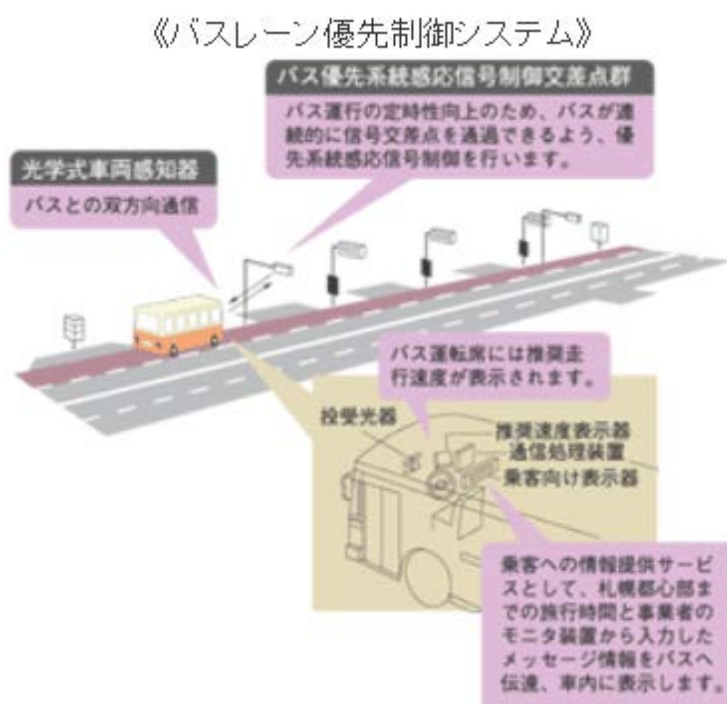 《バスレーン優先制御システム》
バス優先系統感応信号制御交差点群
バス運行の定時性向上のため、バスが連
続的に信号交差点を通過できるよう、優
先系統感応信号制御を行います。
光学式車両感知器
バスとの双方向通信
バス運転席には推奨走
行速度が表示されます。
投受光器
推奨速度表示器
通信処理装置
乗客向け表示器
乗客への情報提供サービ
スとして、札幌都心部ま
での旅行時間と事業者の
モニタ装置から入力した
メッセージ情報をバスへ
伝達、車内に表示します。